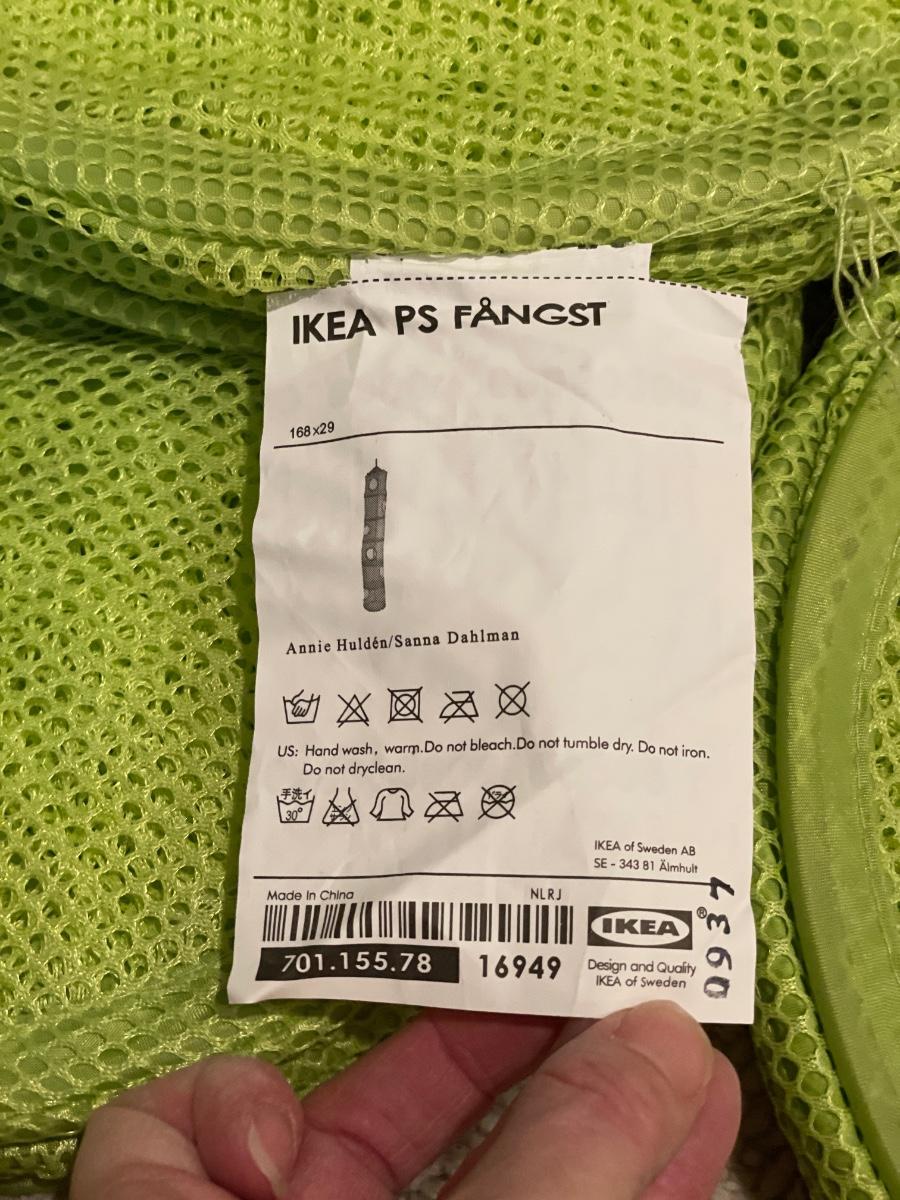 IKEA PS FÅNGST
168x29
Annie Huldén/Sanna Dahlman
US: Hand wash, warm.Do not bleach.Do not tumble dry. Do not iron.
Do not dryclean.
手洗イ
30°
IKEA of Sweden AB
SE - 343 81 Älmhult
Made In China
NLRJ
701.155.78
16949
IKEA®
Design and Quality
IKEA of Sweden
0937